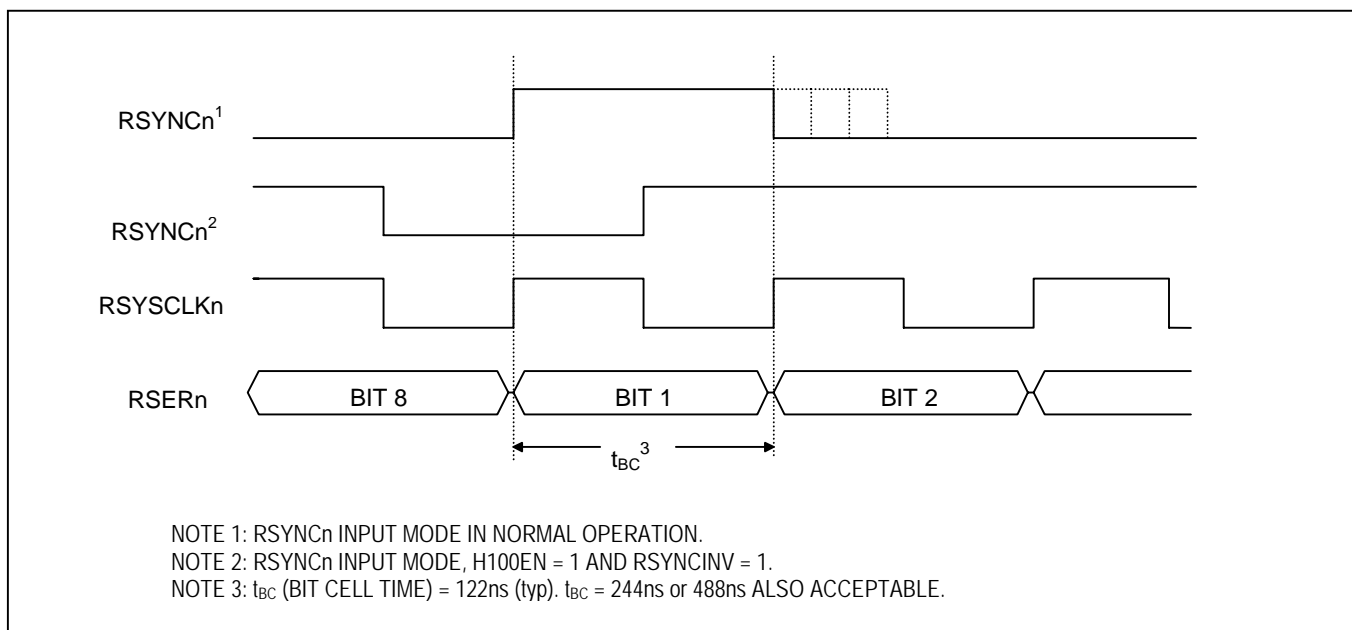 RSYNCn¹
RSYNCn²
RSYSCLKn
RSERn
BIT 8
BIT 1
BIT 2
tBC³
NOTE 1: RSYNCn INPUT MODE IN NORMAL OPERATION.
NOTE 2: RSYNCn INPUT MODE, H100EN = 1 AND RSYNCINV = 1.
NOTE 3: tBC (BIT CELL TIME) = 122ns (typ). tBC = 244ns or 488ns ALSO ACCEPTABLE.